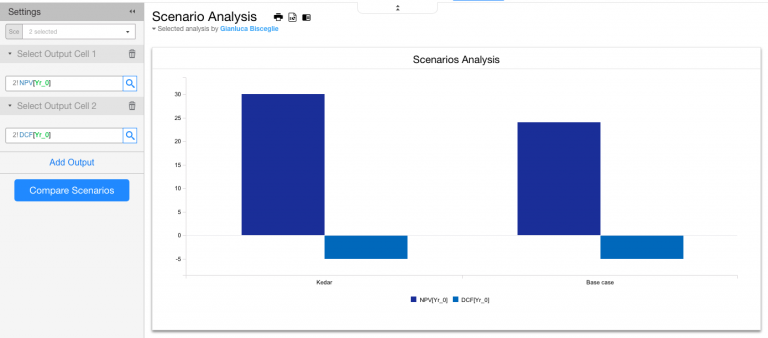 Settings
Sce 2 selected
Select Output Cell 1
2!NPV[Yr_0]
Select Output Cell 2
2!DCF[Yr_0]
Add Output
Compare Scenarios
Scenario Analysis
Selected analysis by Gianluca Bisceglie
Scenarios Analysis
30
25
20
15
10
5
0
-5
Kedar
Base case
NPV[Yr_0] DCF[Yr_0]